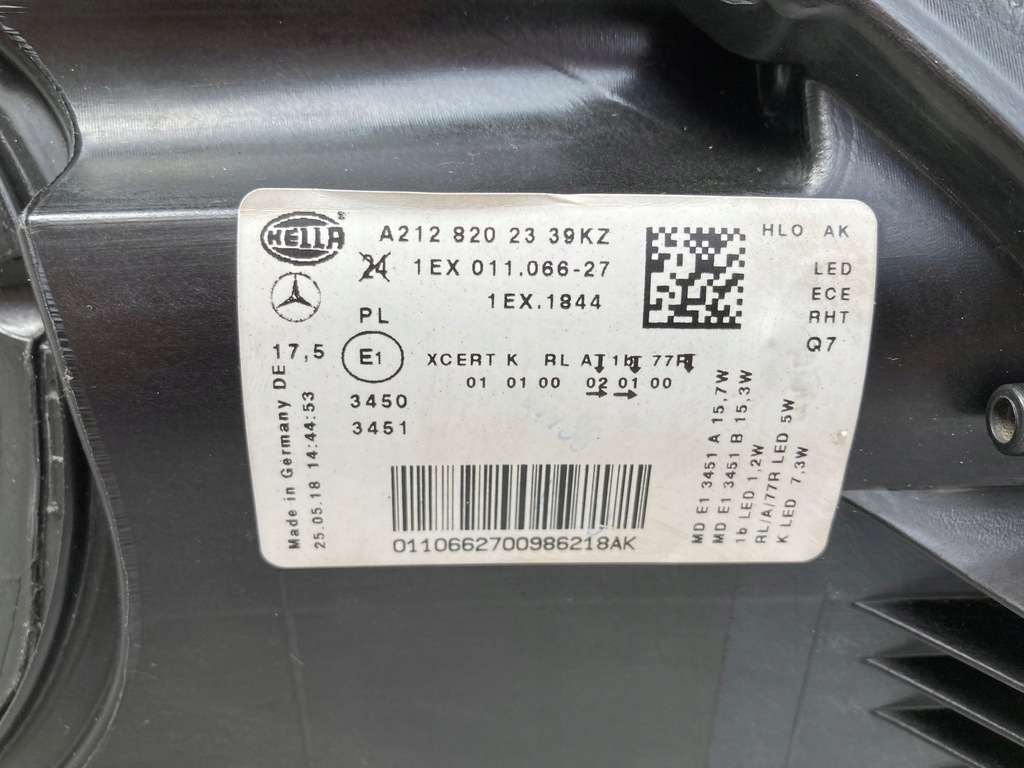 HELLA ®
A212 820 23 39KZ
24 1EX 011.066-27
1EX.1844
PL
17,5 E1
3450
3451
XCERT K RL A 1b 77R
01 01 00 02 01 00
HLO AK
LED
ECE
RHT
Q7
Made in Germany DE
25.05.18 14:44:53
MD E1 3451 A 15,7W
MD E1 3451 B 15,3W
1b LED 1,2W
RL/A/77R LED 5W
K LED 7,3W
0110662700986218AK